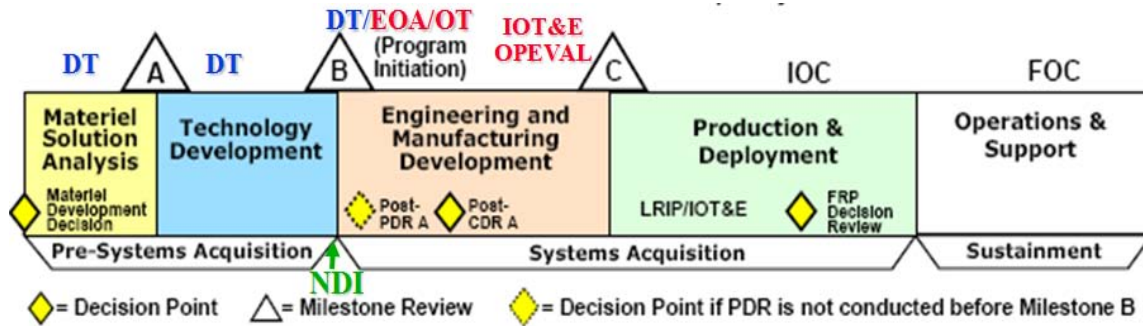 DT
A
DT
DT/EOA/OT
B
(Program
Initiation)
IOT&E
OPEVAL
C
IOC
FOC
Materiel
Solution
Analysis
Materiel
Development
Decision
Technology
Development
Engineering and
Manufacturing
Development
Post-
PDR A
Post-
CDR A
Production &
Deployment
LRIP/IOT&E
FRP
Decision
Review
Operations &
Support
Pre-Systems Acquisition
Systems Acquisition
Sustainment
NDI
= Decision Point
= Milestone Review
= Decision Point if PDR is not conducted before Milestone B